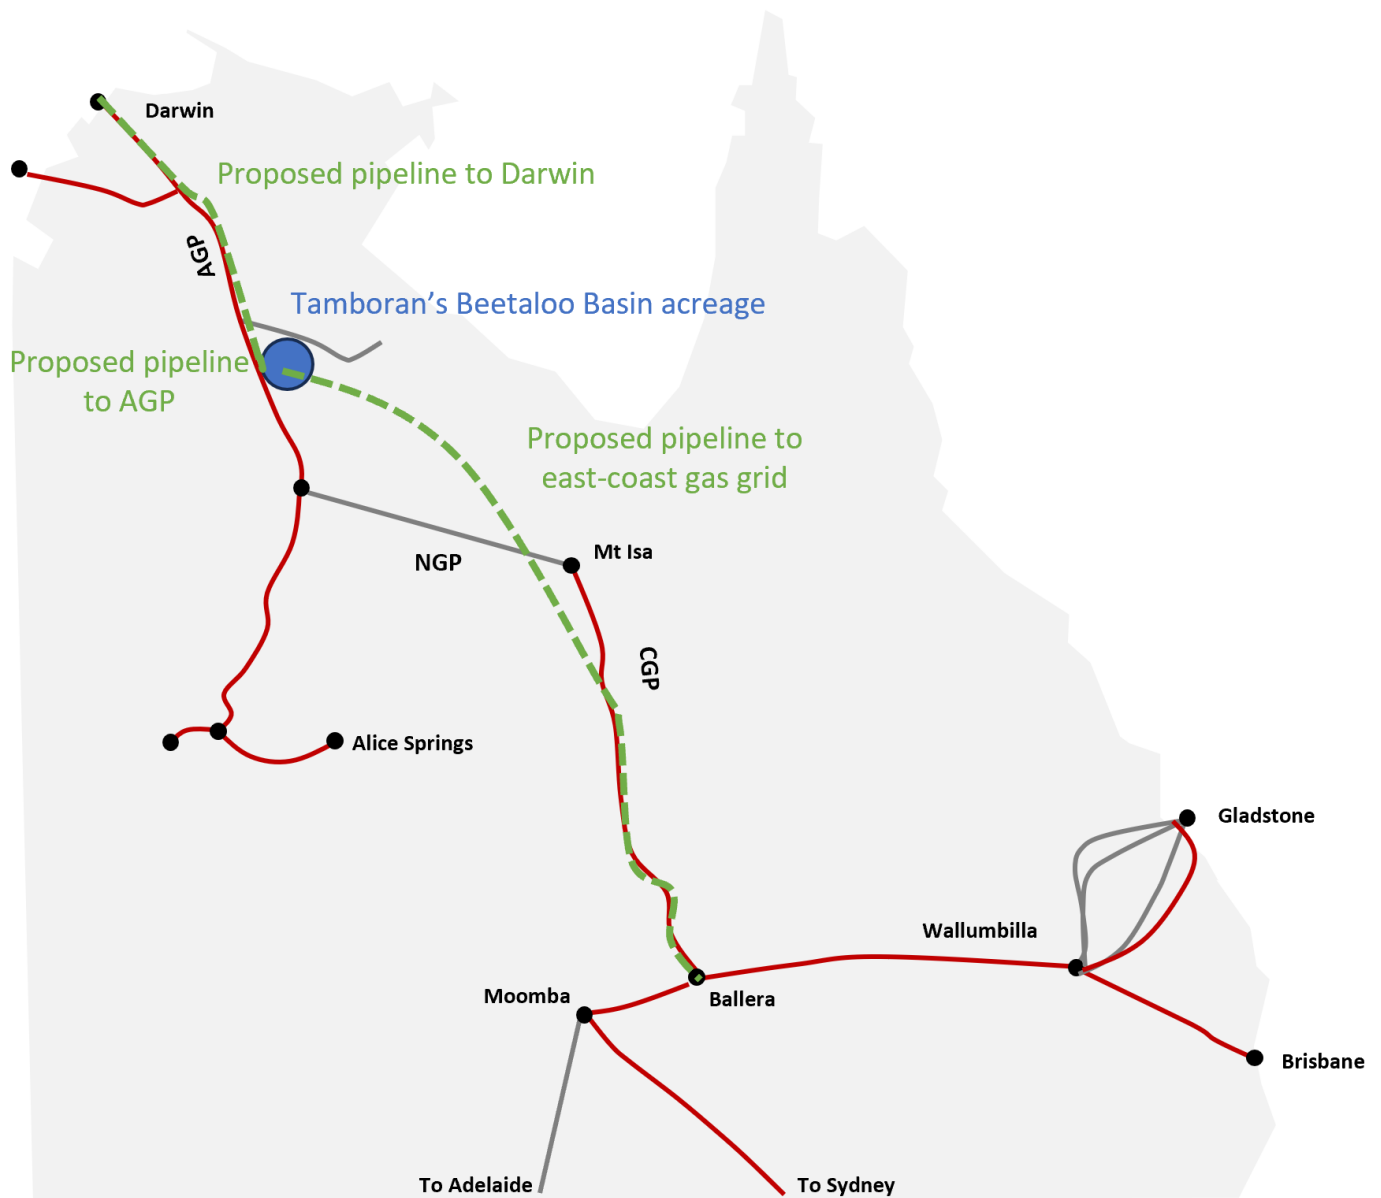 Darwin
Proposed pipeline to Darwin
AGP
Tamboran’s Beetaloo Basin acreage
Proposed pipeline
to AGP
Proposed pipeline to
east-coast gas grid
Mt Isa
NGP
CGP
Alice Springs
Gladstone
Wallumbilla
Moomba
Ballera
Brisbane
To Adelaide
To Sydney